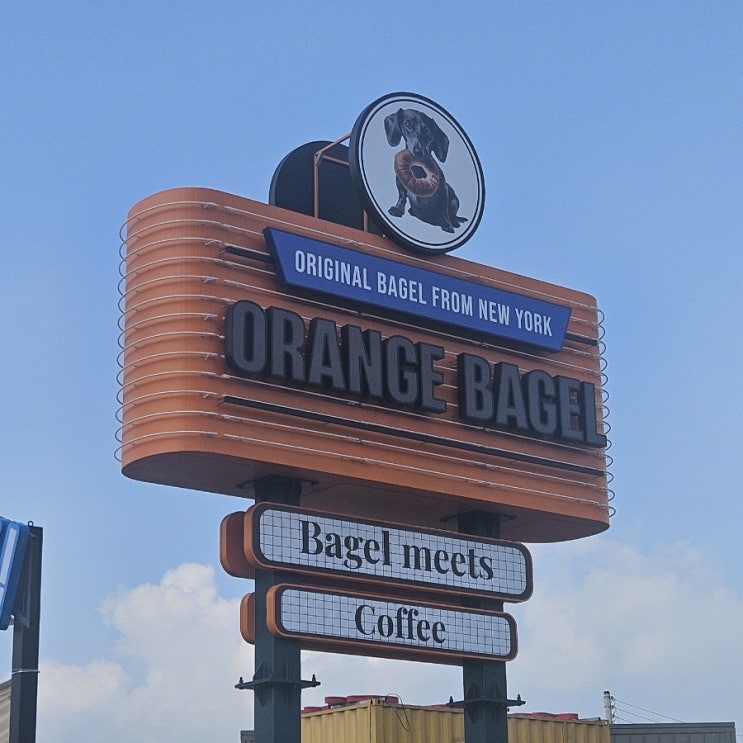 ORIGINAL BAGEL FROM NEW YORK
ORANGE BAGEL
Bagel meets
Coffee